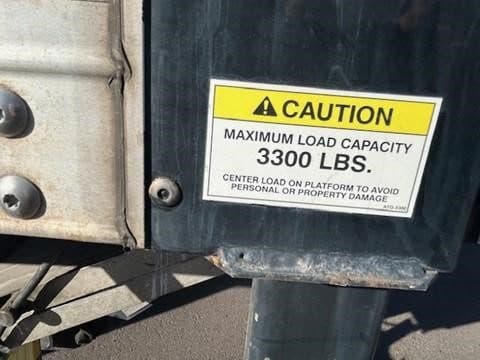 CAUTION
MAXIMUM LOAD CAPACITY
3300 LBS.
CENTER LOAD ON PLATFORM TO AVOID
PERSONAL OR PROPERTY DAMAGE